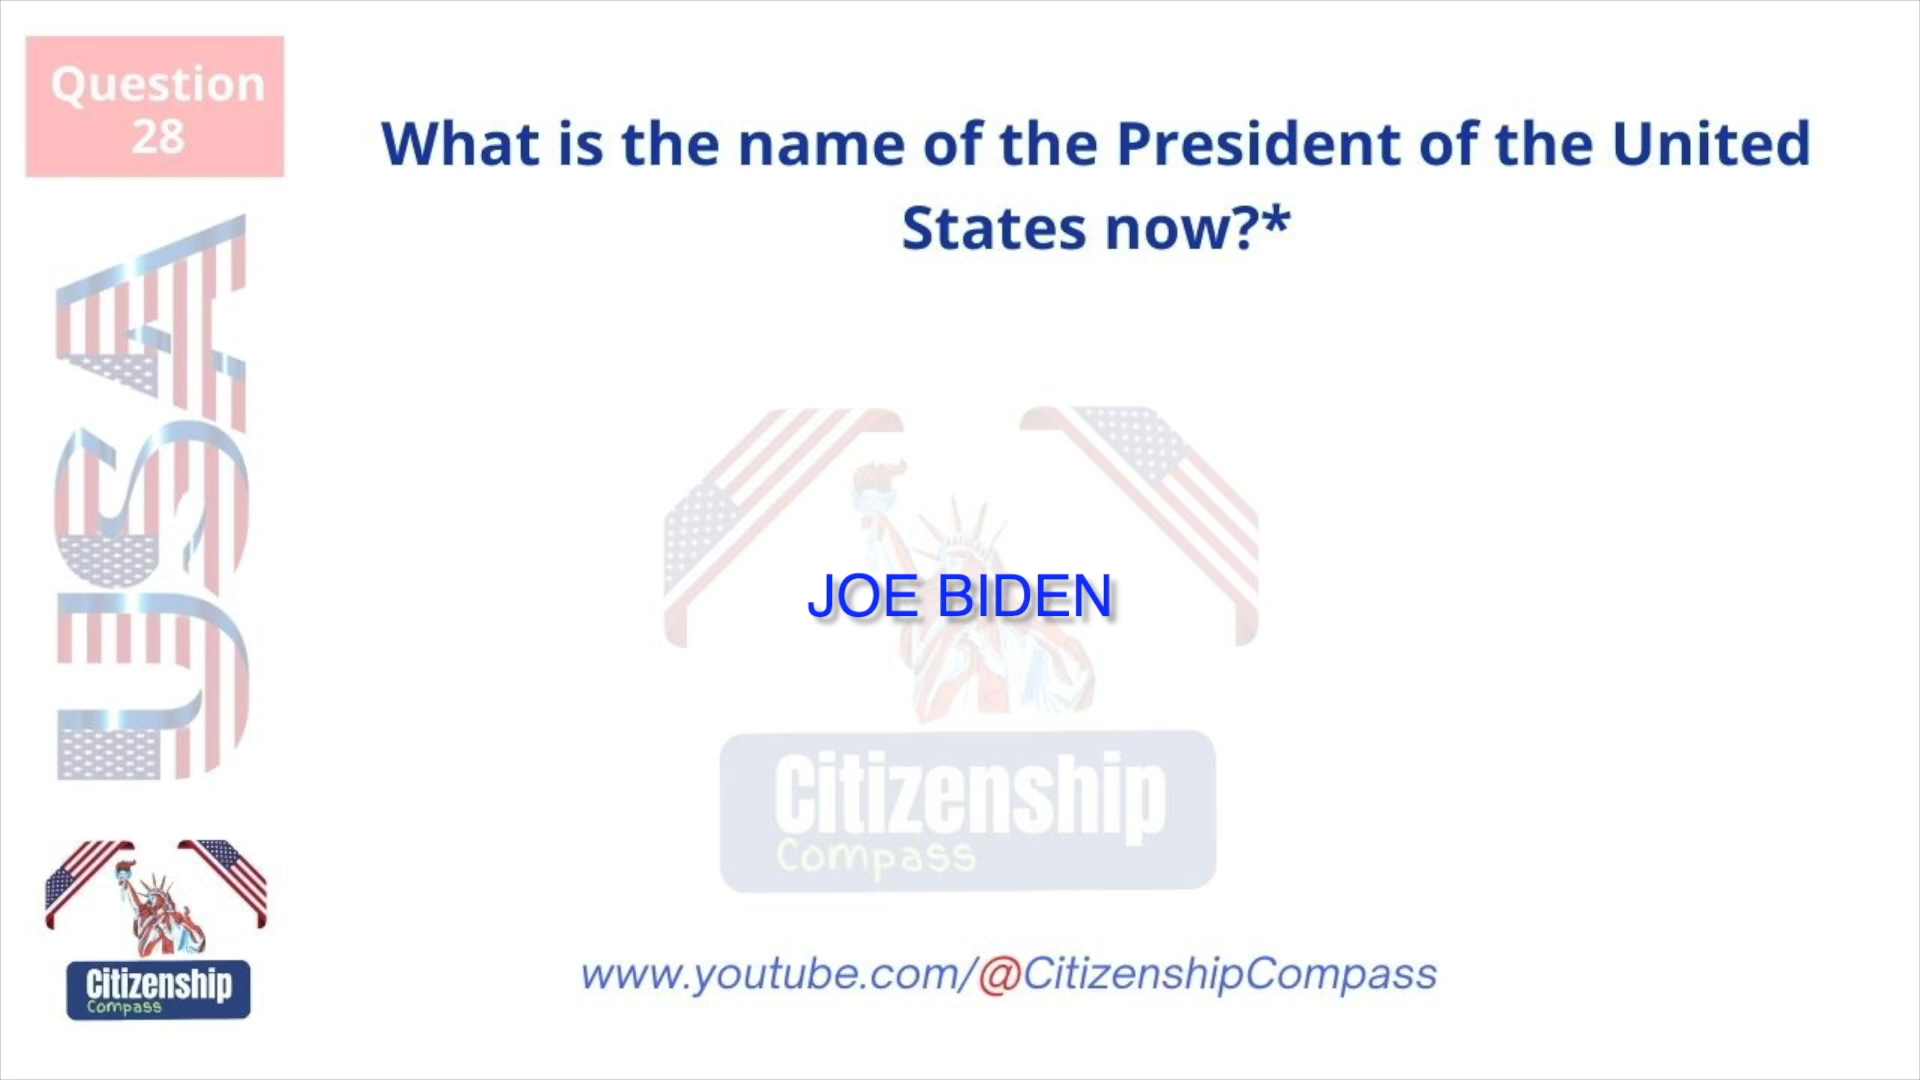 Question
28
What is the name of the President of the United
States now?*
USA
JOE BIDEN
Citizenship
Compass
Citizenship
Compass
www.youtube.com/@CitizenshipCompass